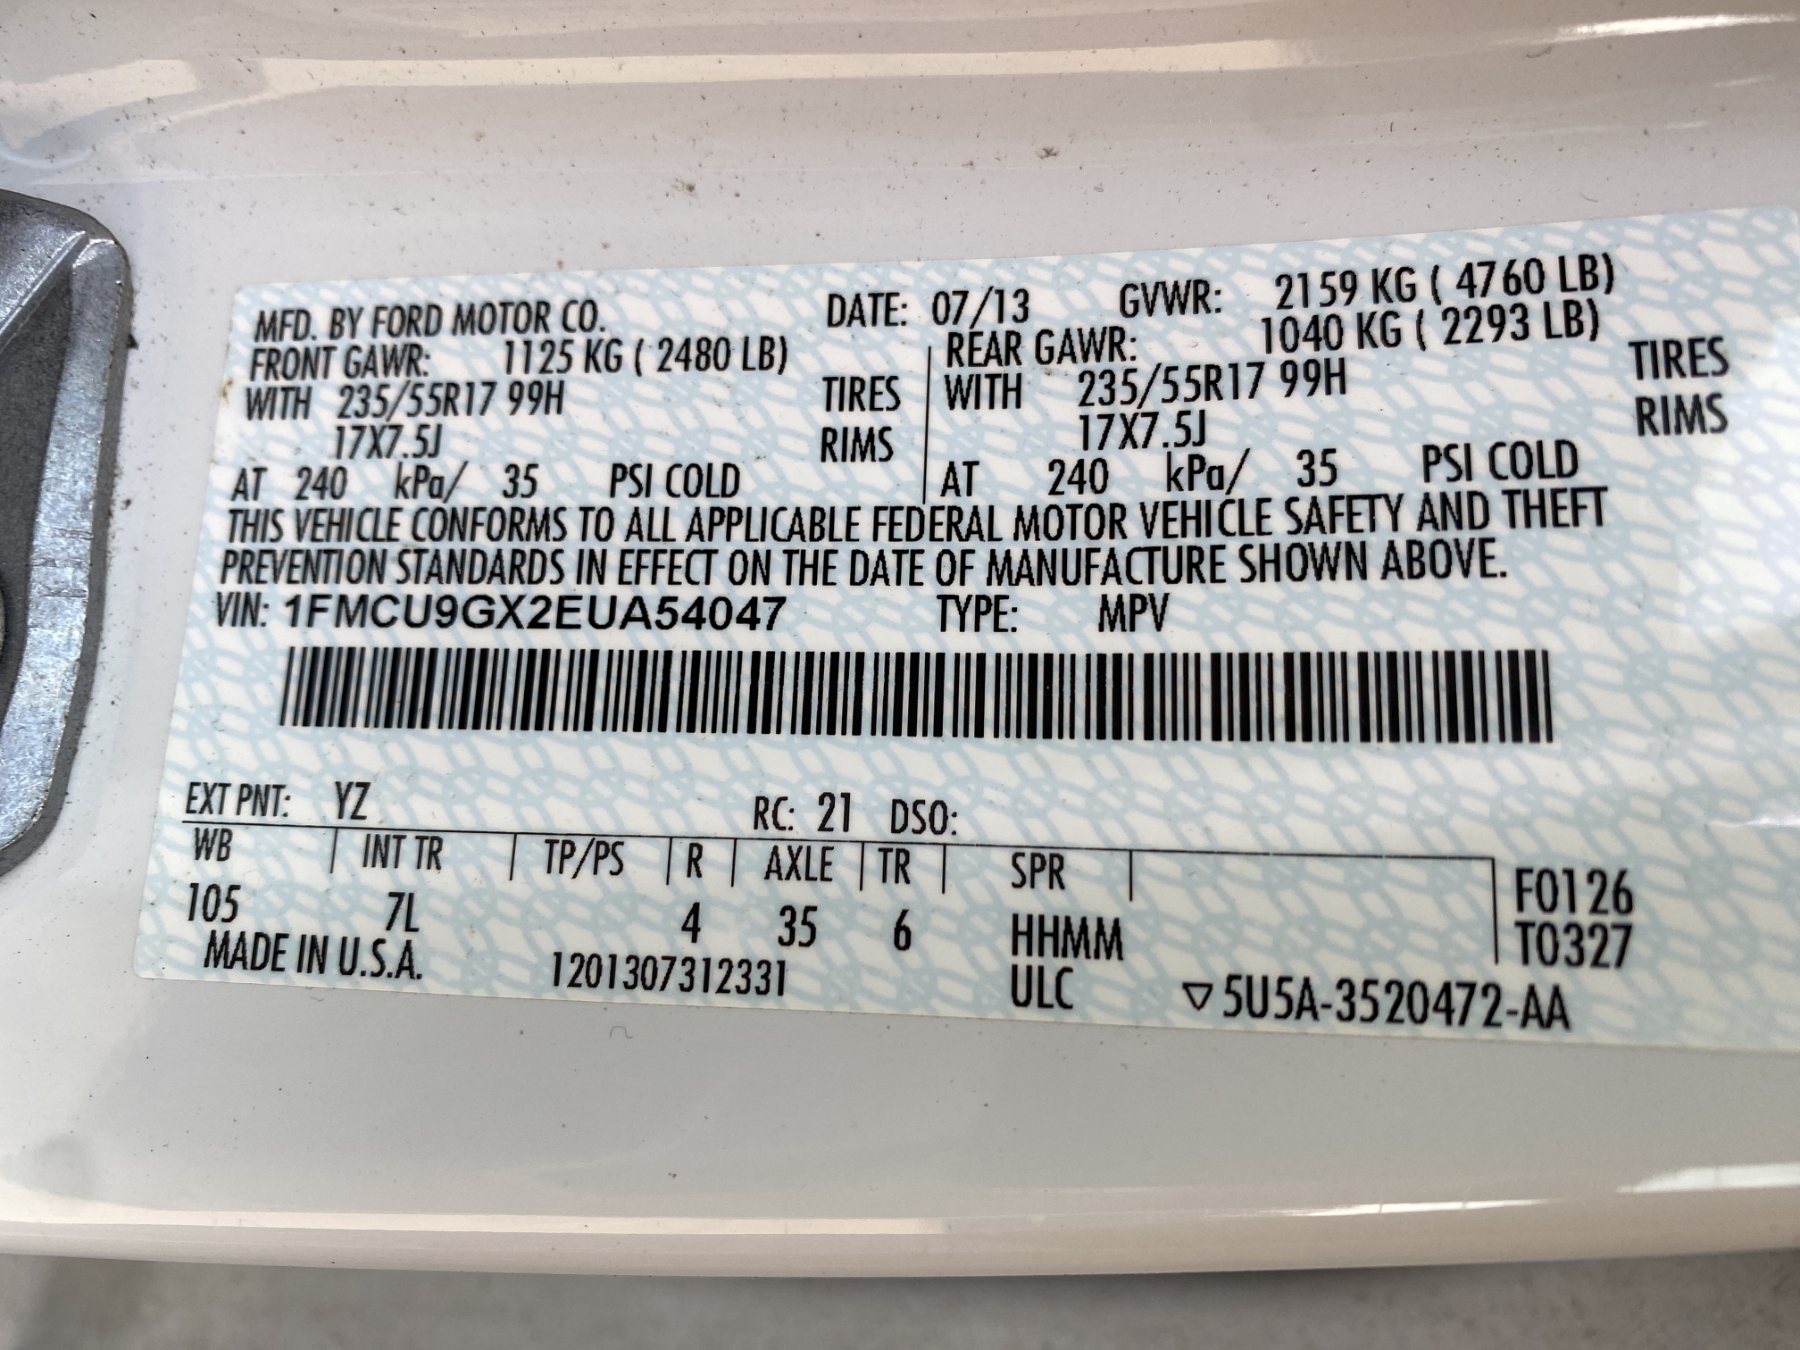 MFD. BY FORD MOTOR CO. DATE: 07/13 GVWR: 2159 KG ( 4760 LB)
FRONT GAWR: 1125 KG ( 2480 LB) REAR GAWR: 1040 KG ( 2293 LB)
WITH 235/55R17 99H TIRES WITH 235/55R17 99H TIRES
17X7.5J RIMS 17X7.5J RIMS
AT 240 kPa/ 35 PSI COLD AT 240 kPa/ 35 PSI COLD
THIS VEHICLE CONFORMS TO ALL APPLICABLE FEDERAL MOTOR VEHICLE SAFETY AND THEFT
PREVENTION STANDARDS IN EFFECT ON THE DATE OF MANUFACTURE SHOWN ABOVE.
VIN: 1FMCU9GX2EUA54047 TYPE: MPV
EXT PNT: YZ RC: 21 DSO:
WB INT TR TP/PS R AXLE TR SPR F0126
105 7L 4 35 6 HHMM T0327
MADE IN U.S.A. 1201307312331 ULC ▽5U5A-3520472-AA